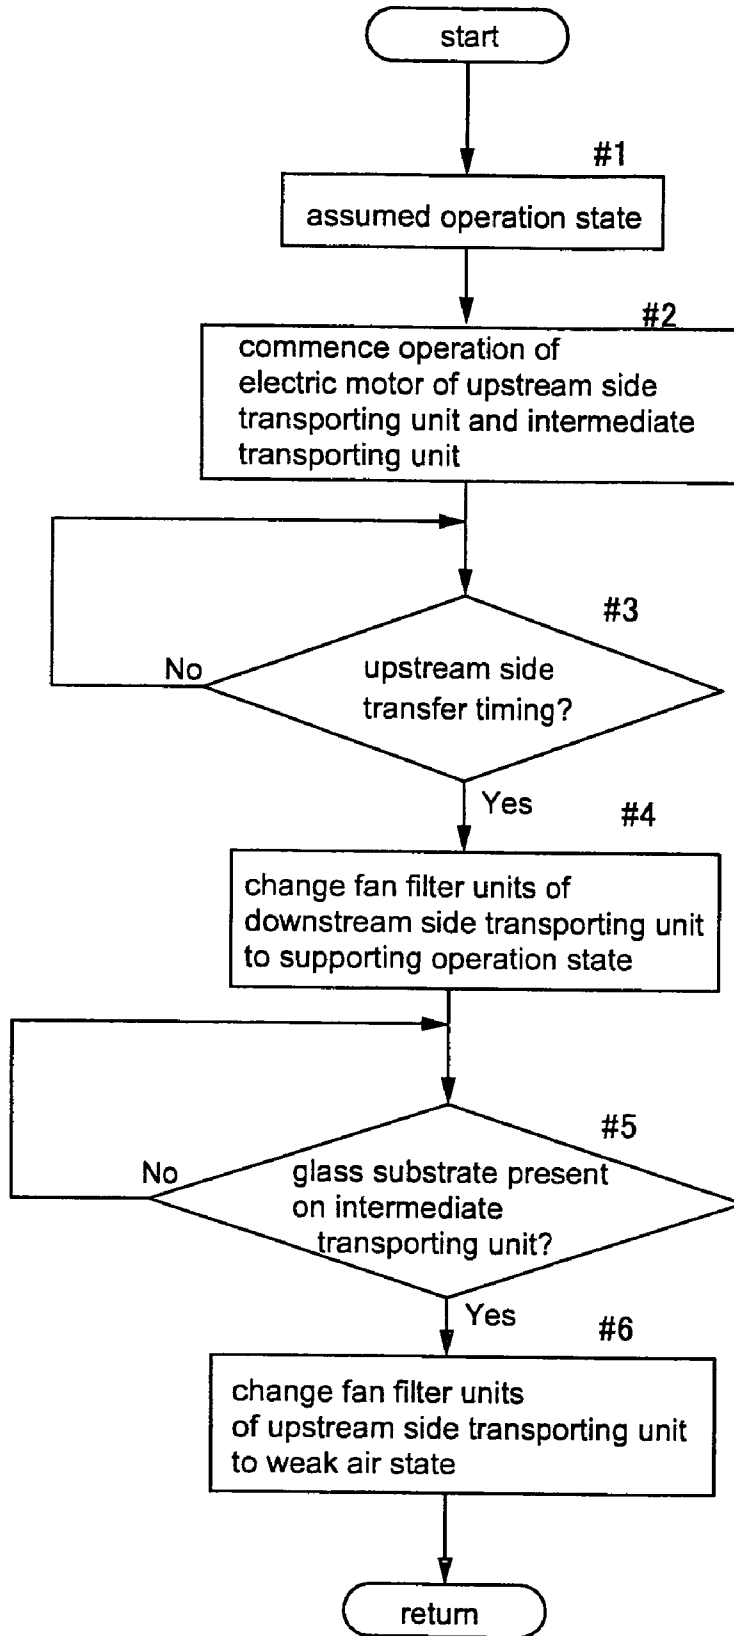 start
#1
assumed operation state
#2
commence operation of
electric motor of upstream side
transporting unit and intermediate
transporting unit
#3
upstream side
transfer timing?
No
Yes
#4
change fan filter units of
downstream side transporting unit
to supporting operation state
#5
glass substrate present
on intermediate
transporting unit?
No
Yes
#6
change fan filter units
of upstream side transporting unit
to weak air state
return